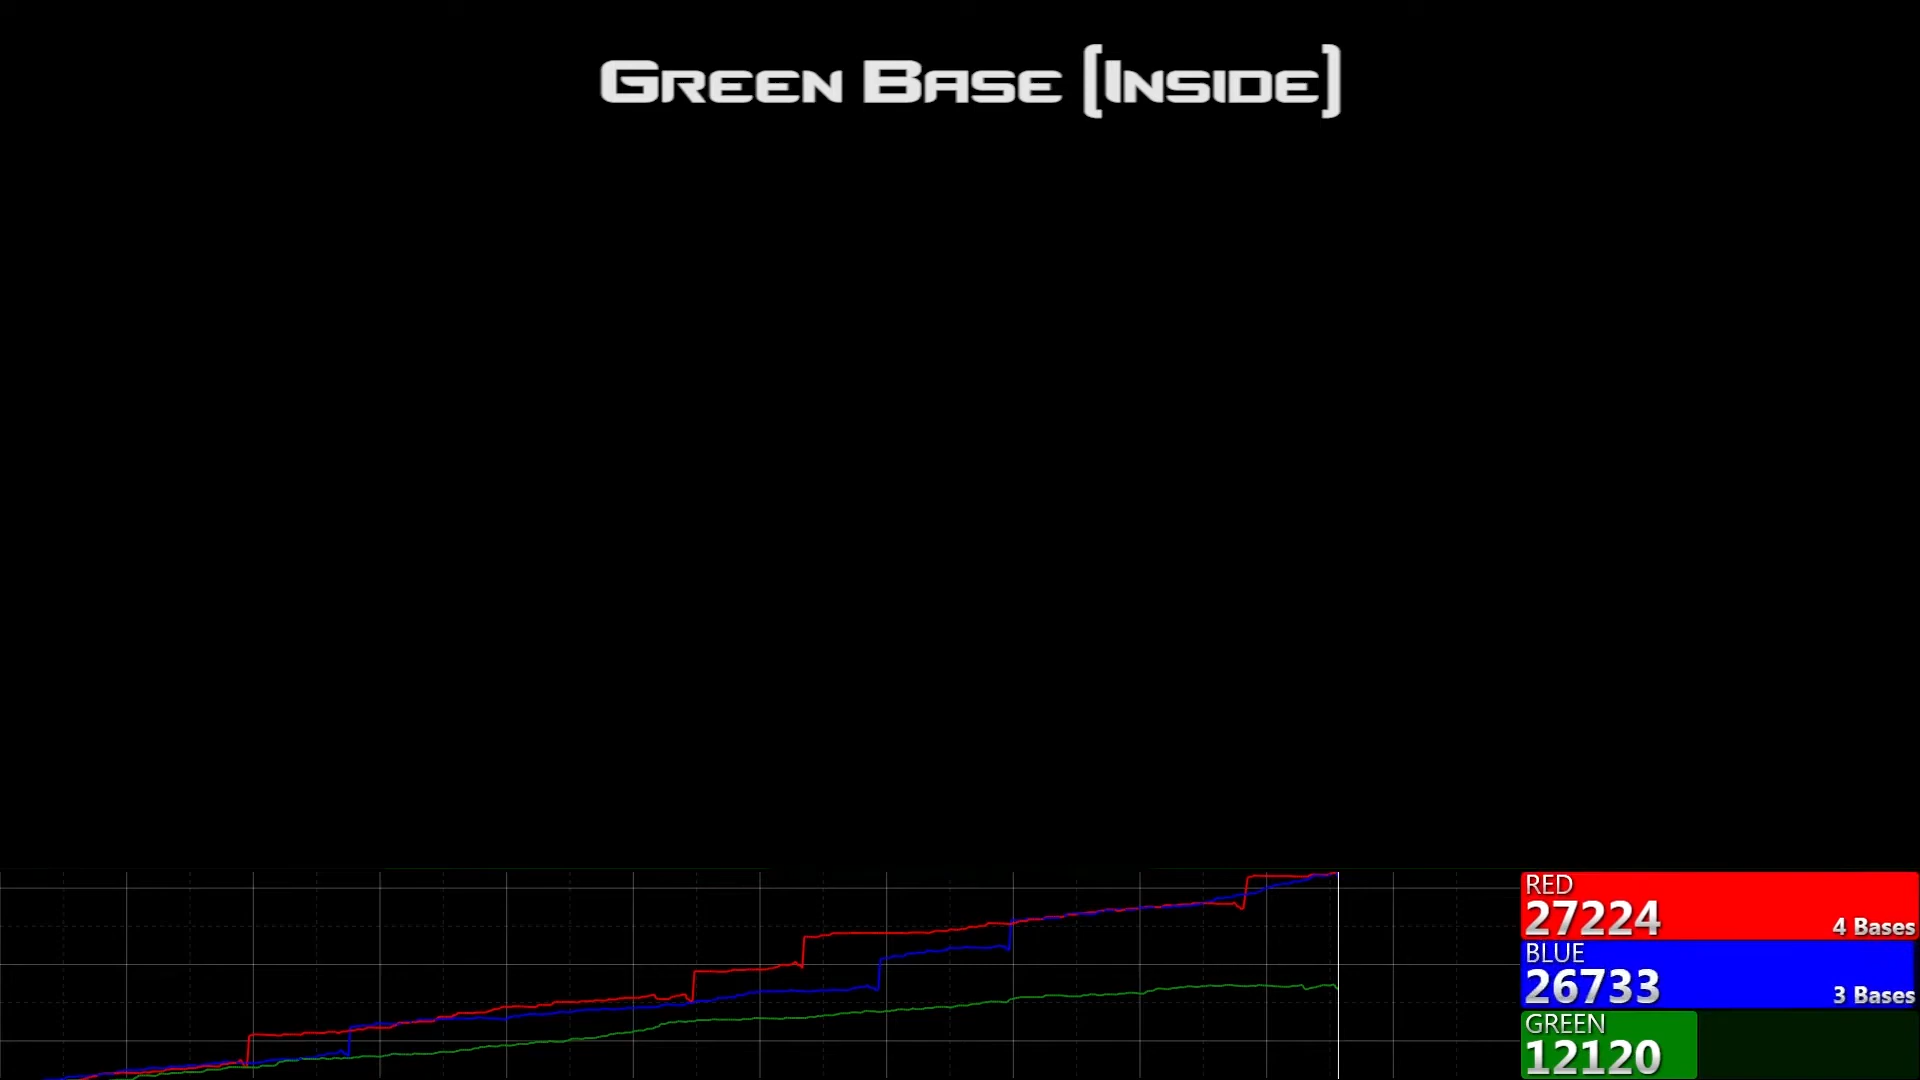 Green Base [Inside]
RED
27224
4 Bases
BLUE
26733
3 Bases
GREEN
12120